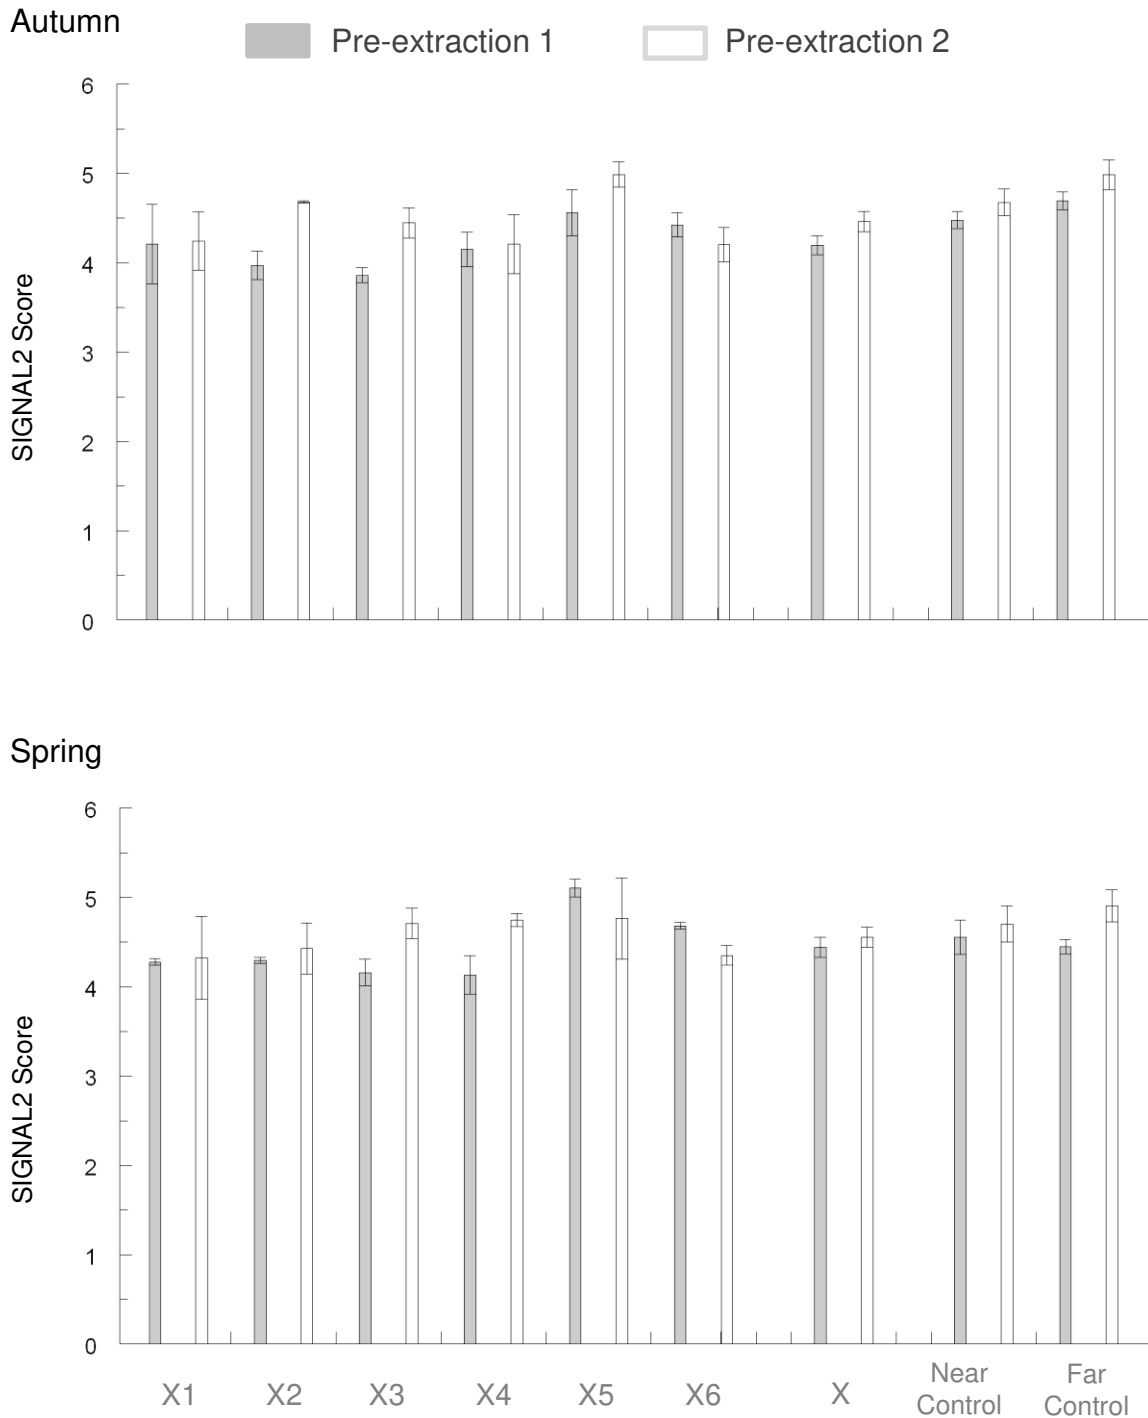 Autumn
Pre-extraction 1
Pre-extraction 2
6
5
4
3
2
1
0
SIGNAL2 Score
Spring
6
5
4
3
2
1
0
SIGNAL2 Score
X1 X2 X3 X4 X5 X6 X Near Control Far Control